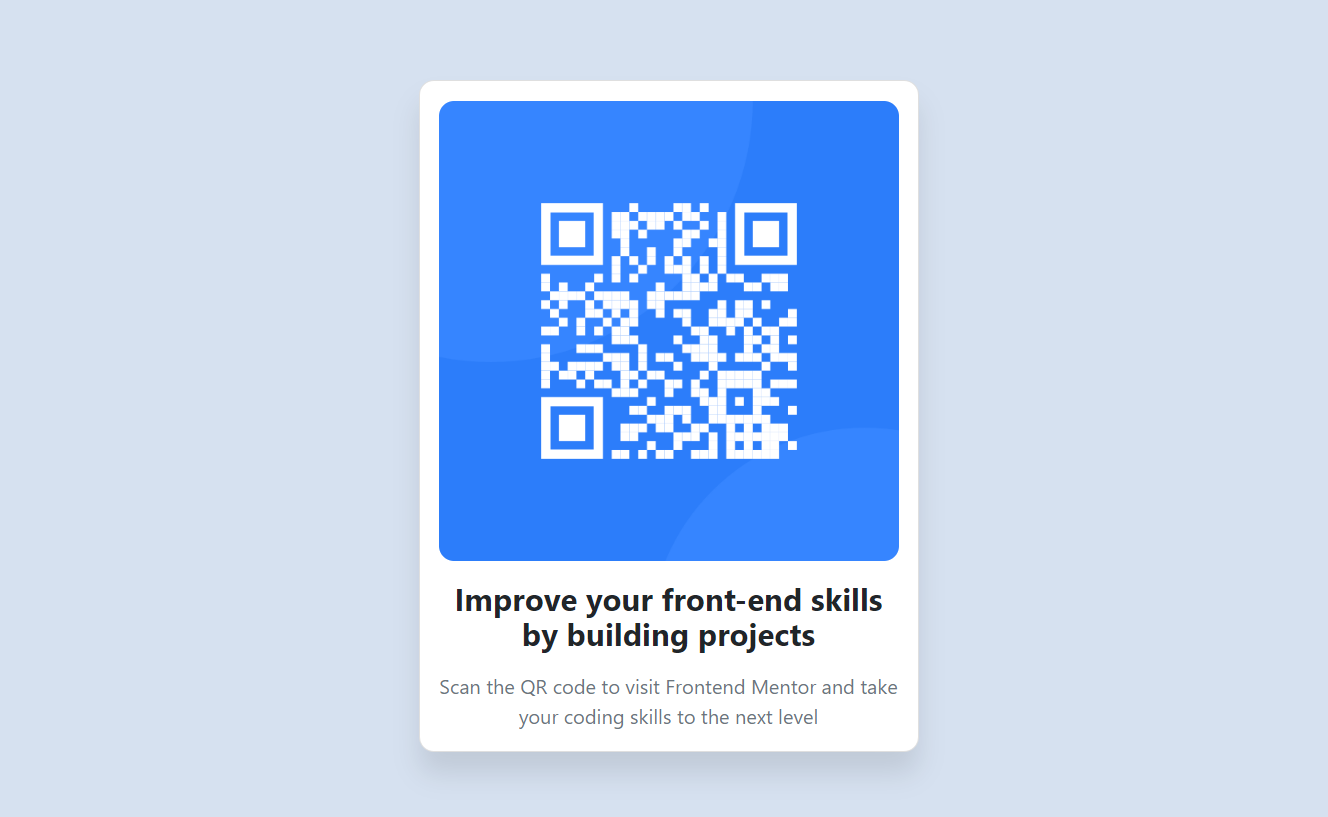 Improve your front-end skills
by building projects
Scan the QR code to visit Frontend Mentor and take
your coding skills to the next level